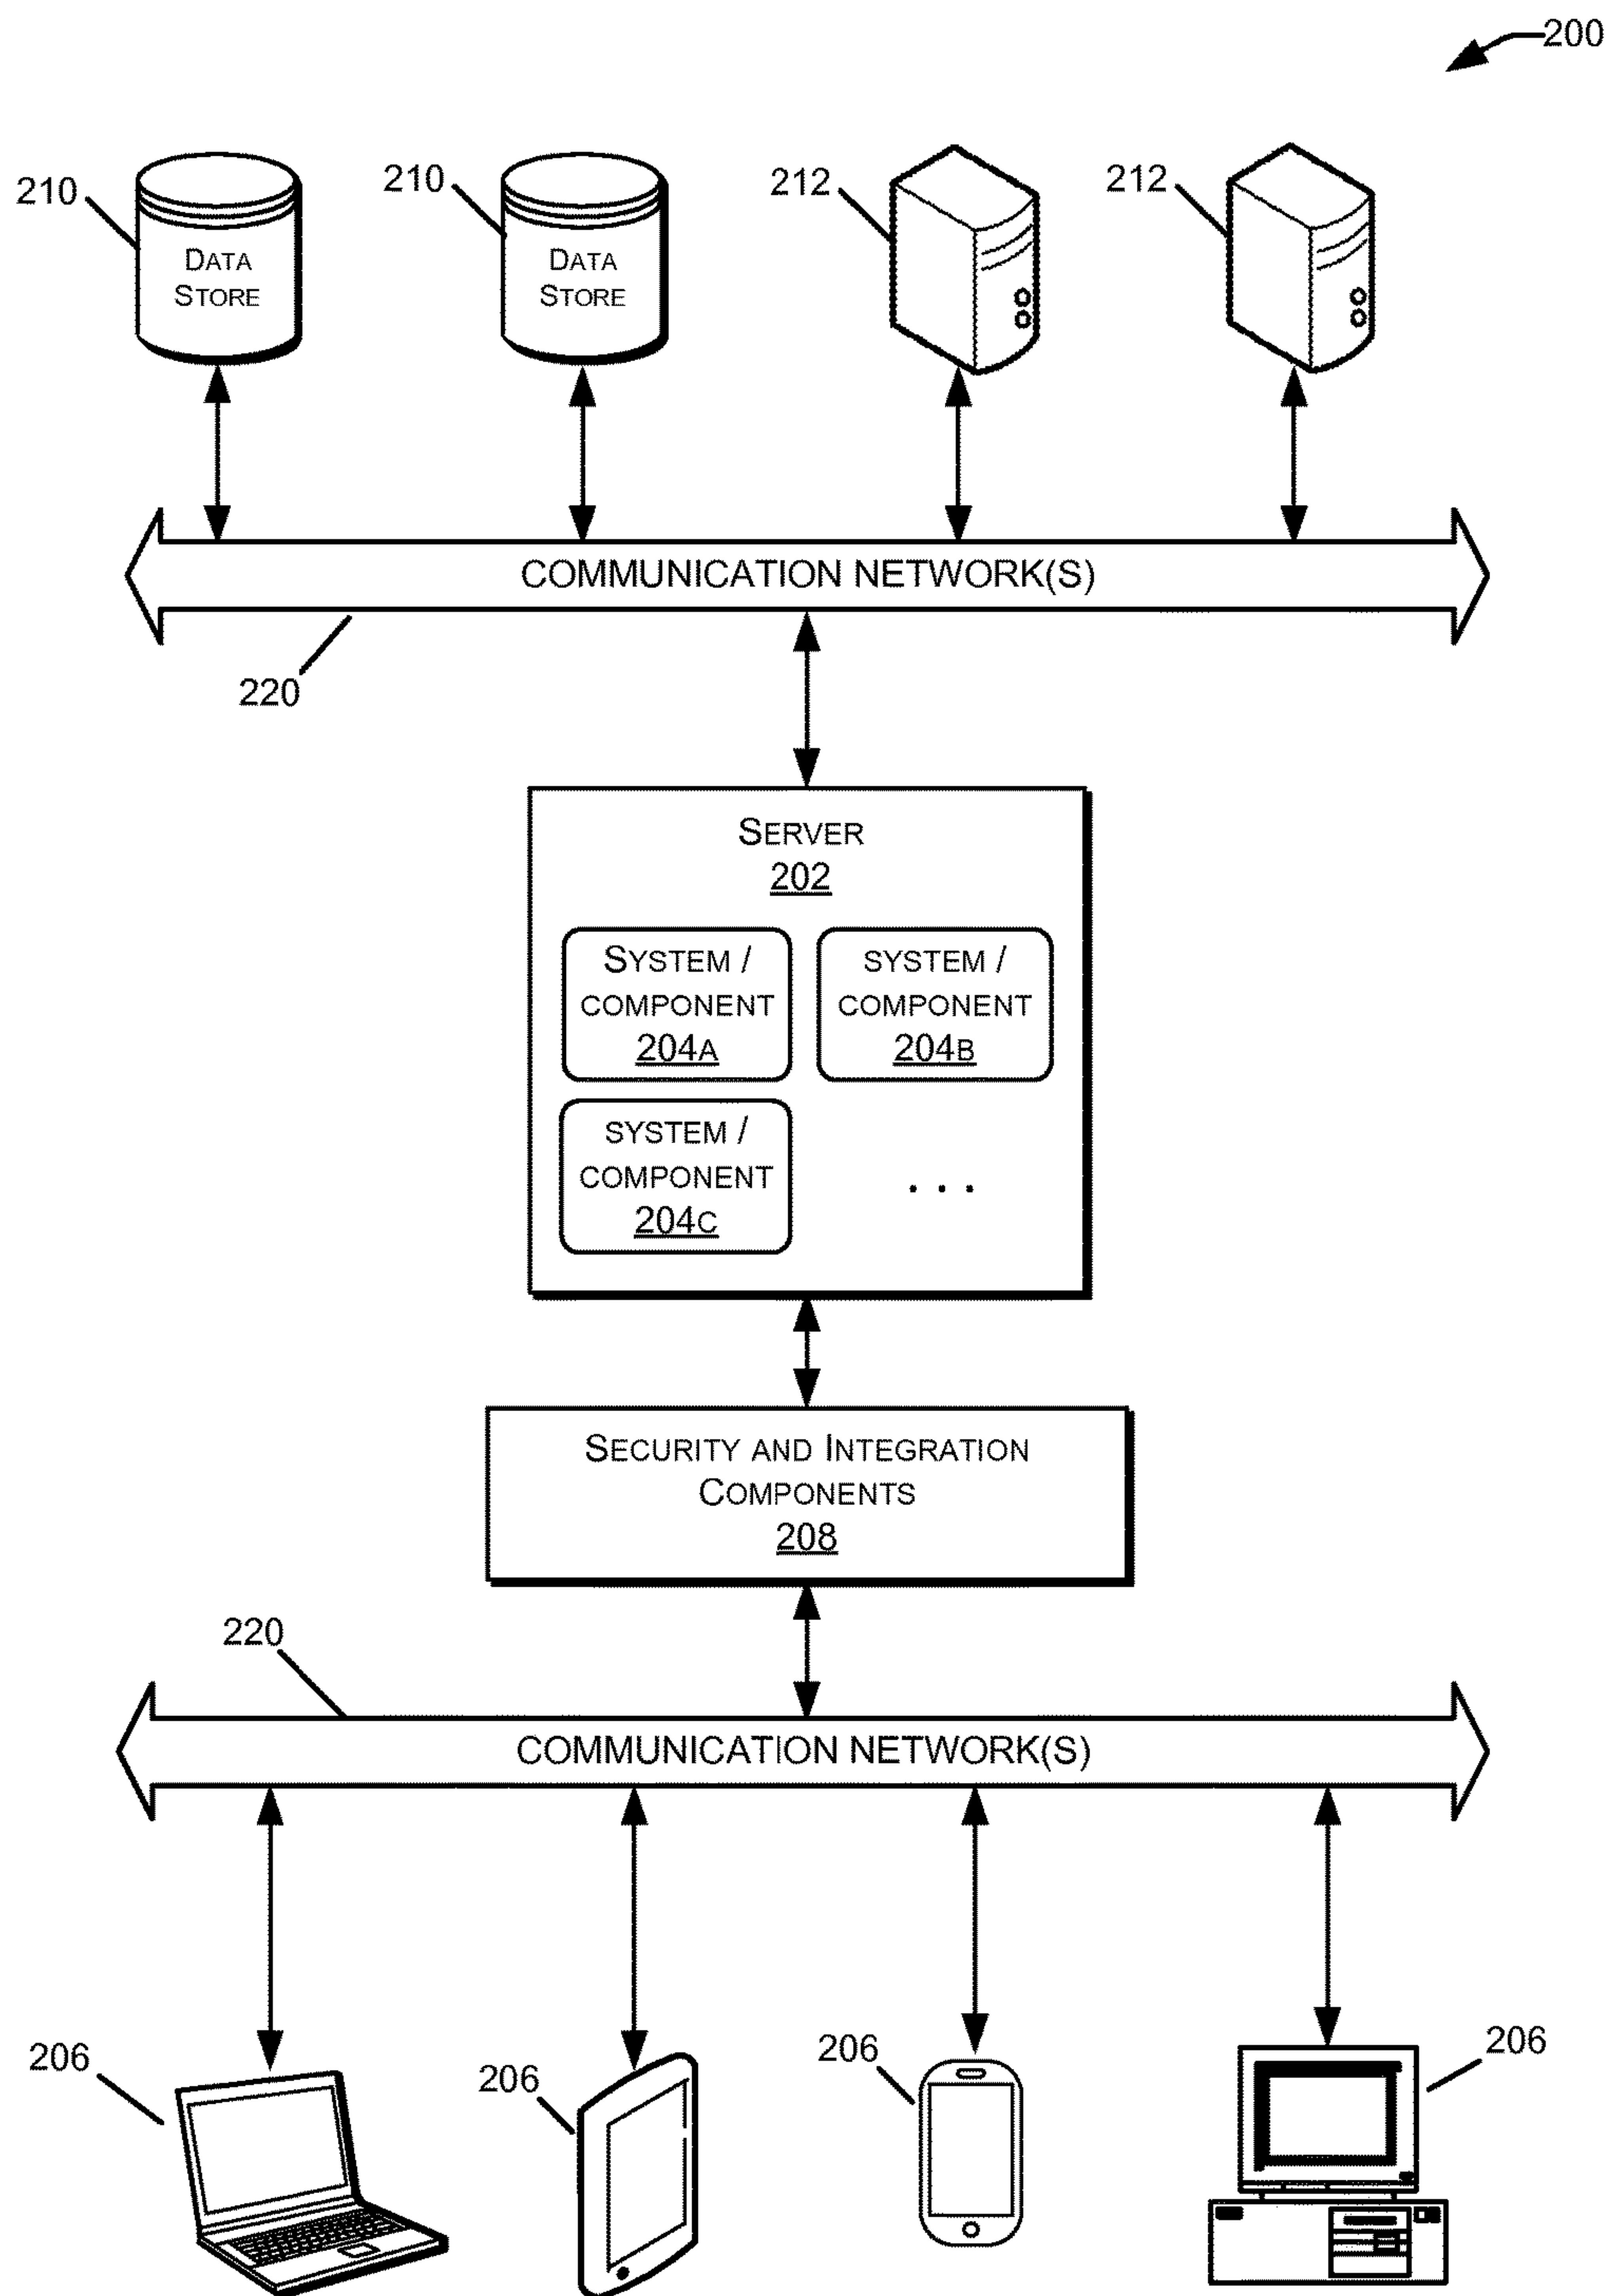 200
210
210
212
212
DATA
STORE
DATA
STORE
COMMUNICATION NETWORK(S)
220
SERVER
202
SYSTEM /
COMPONENT
204A
SYSTEM /
COMPONENT
204B
SYSTEM /
COMPONENT
204C
. . .
SECURITY AND INTEGRATION
COMPONENTS
208
220
COMMUNICATION NETWORK(S)
206
206
206
206